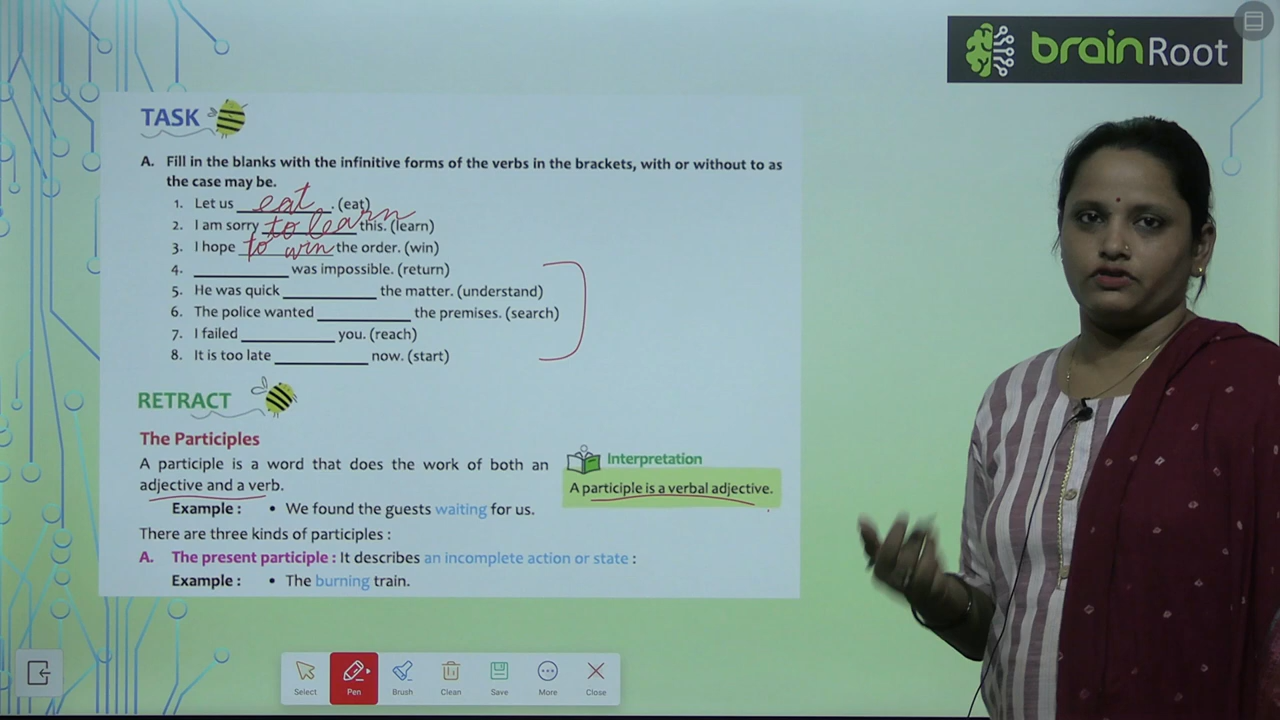 brainRoot
TASK
A. Fill in the blanks with the infinitive forms of the verbs in the brackets, with or without to as
the case may be.
1. Let us eat. (eat)
2. I am sorry to learn this. (learn)
3. I hope to win the order. (win)
4. ____________ was impossible. (return)
5. He was quick ____________ the matter. (understand)
6. The police wanted ____________ the premises. (search)
7. I failed ____________ you. (reach)
8. It is too late ____________ now. (start)
RETRACT
The Participles
A participle is a word that does the work of both an
adjective and a verb.
Interpretation
A participle is a verbal adjective.
Example : • We found the guests waiting for us.
There are three kinds of participles :
A. The present participle : It describes an incomplete action or state :
Example : • The burning train.
Select Pen Brush Clean Save More Close